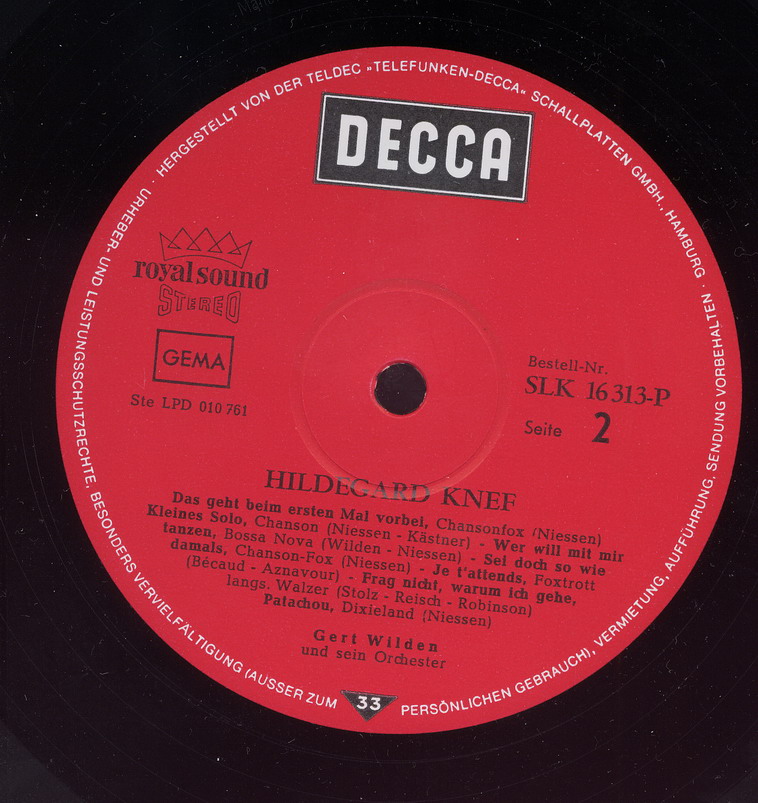 HERGESTELLT VON DER TELDEC »TELEFUNKEN-DECCA« SCHALLPLATTEN GMBH., HAMBURG · URHEBER- UND LEISTUNGSSCHUTZRECHTE, BESONDERS VERVIELFÄLTIGUNG (AUSSER ZUM PERSÖNLICHEN GEBRAUCH), VERMIETUNG, AUFFÜHRUNG, SENDUNG VORBEHALTEN ·
DECCA
royal sound
STEREO
GEMA
Ste LPD 010 761
Bestell-Nr.
SLK 16 313-P
Seite 2
HILDEGARD KNEF
Das geht beim ersten Mal vorbei, Chansonfox (Niessen)
Kleines Solo, Chanson (Niessen - Kästner) - Wer will mit mir
tanzen, Bossa Nova (Wilden - Niessen) - Sei doch so wie
damals, Chanson-Fox (Niessen) - Je t'attends, Foxtrott
(Bécaud - Aznavour) - Frag nicht, warum ich gehe,
langs. Walzer (Stolz - Reisch - Robinson)
Patachou, Dixieland (Niessen)
Gert Wilden
und sein Orchester
33